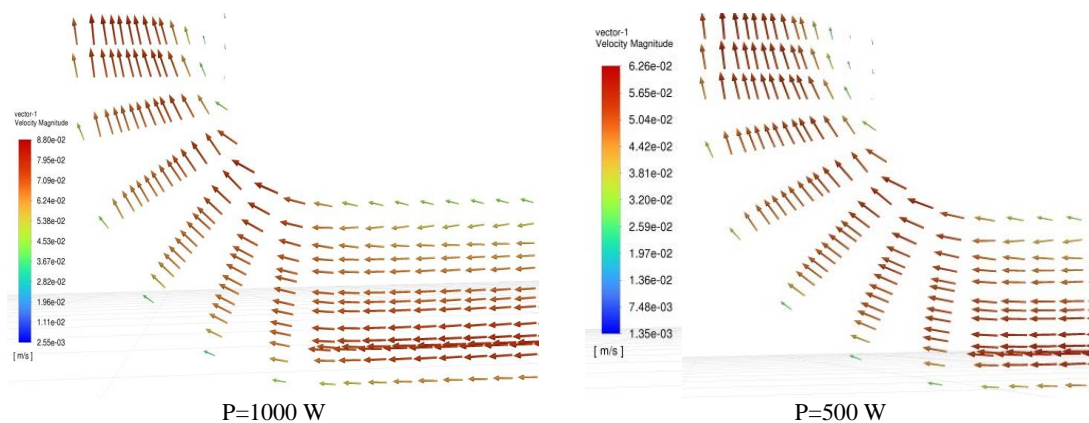 vector-1
Velocity Magnitude
8.80e-02
7.95e-02
7.09e-02
6.24e-02
5.38e-02
4.53e-02
3.67e-02
2.82e-02
1.96e-02
1.11e-02
2.55e-03
[ m/s ]
P=1000 W
vector-1
Velocity Magnitude
6.26e-02
5.65e-02
5.04e-02
4.42e-02
3.81e-02
3.20e-02
2.59e-02
1.97e-02
1.36e-02
7.48e-03
1.35e-03
[ m/s ]
P=500 W